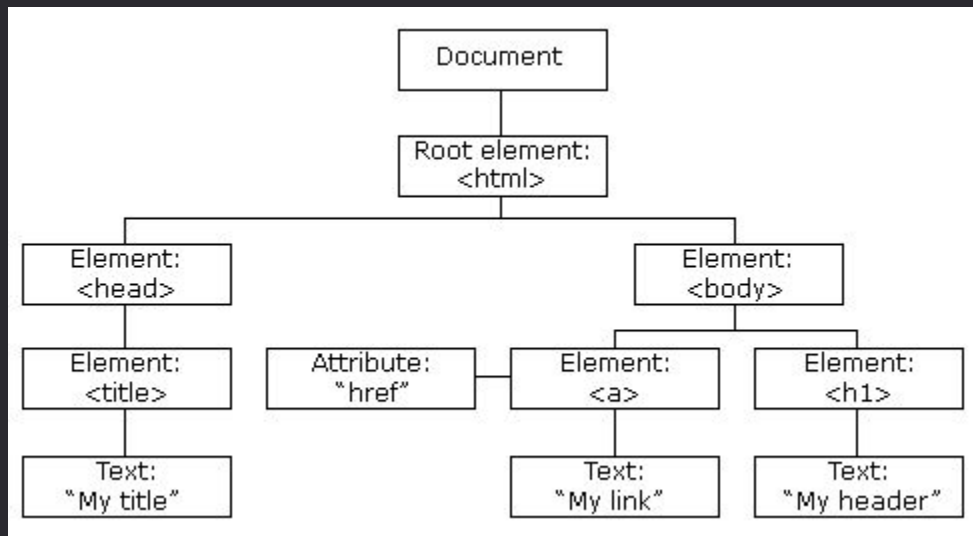 Document
Root element:
<html>
Element:
<head>
Element:
<body>
Element:
<title>
Attribute:
“href”
Element:
<a>
Element:
<h1>
Text:
“My title”
Text:
“My link”
Text:
“My header”